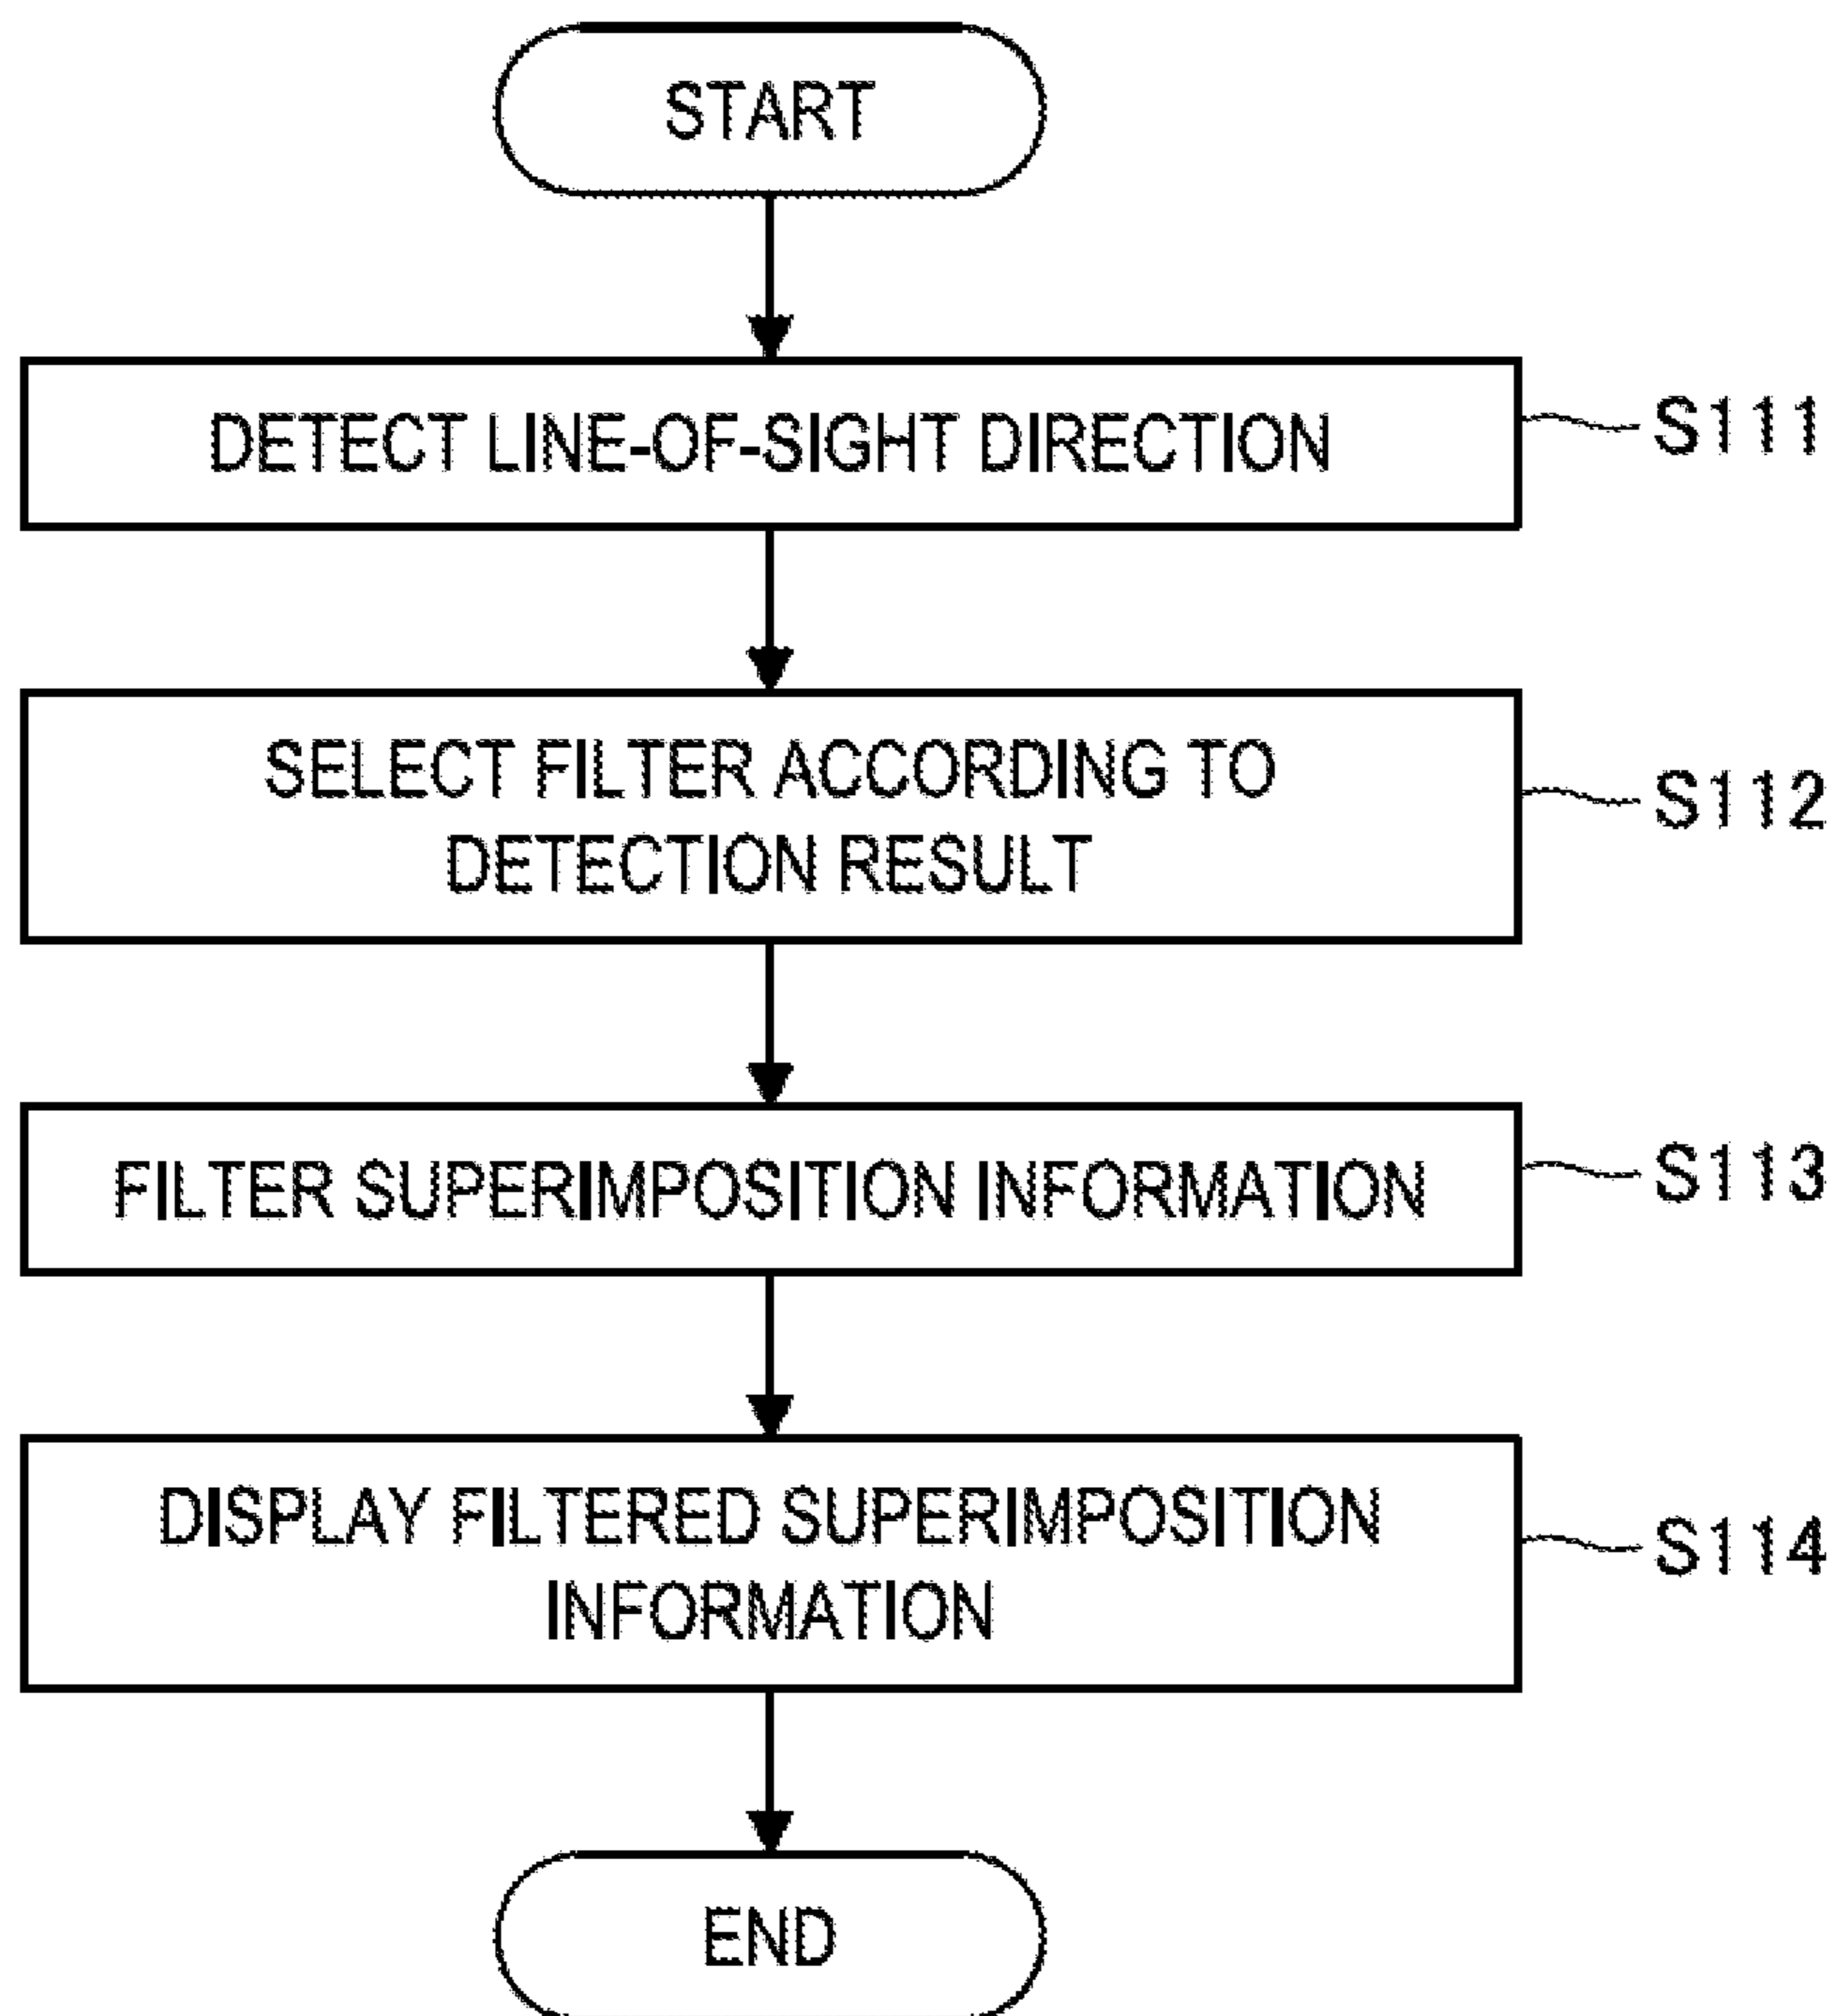 START
DETECT LINE-OF-SIGHT DIRECTION
S111
SELECT FILTER ACCORDING TO
DETECTION RESULT
S112
FILTER SUPERIMPOSITION INFORMATION
S113
DISPLAY FILTERED SUPERIMPOSITION
INFORMATION
S114
END